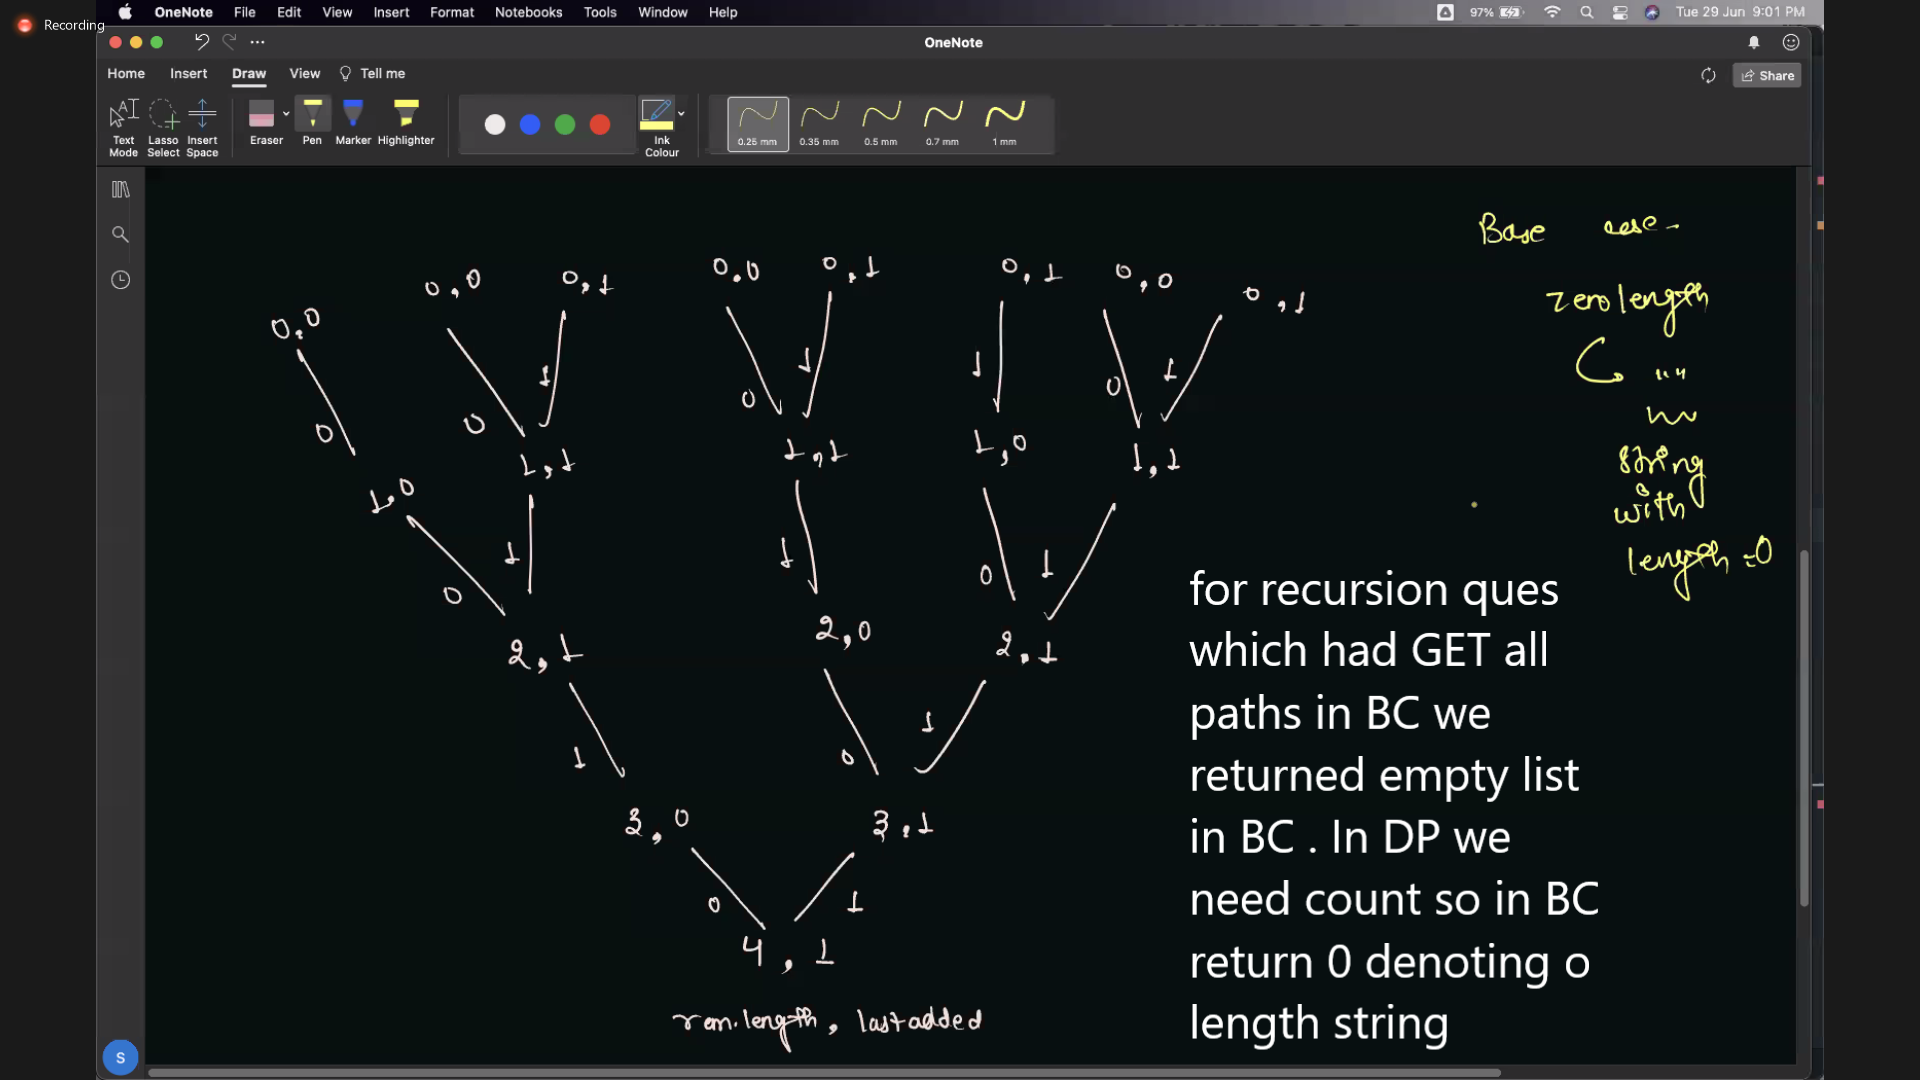 Recording
OneNote File Edit View Insert Format Notebooks Tools Window Help
97% Tue 29 Jun 9:01 PM
OneNote
Home Insert Draw View Tell me
Share
Text Mode
Lasso Select
Insert Space
Eraser
Pen
Marker
Highlighter
Ink Colour
0.25 mm 0.35 mm 0.5 mm 0.7 mm 1 mm
Base case-
zero length
" "
string
with
length =0
0,0 0,0 0,1 0,0 0,1 0,1 0,0 0,1
0 0 1 0 1 1 0 1
1,0 1,1 1,1 1,0 1,1
0 1 1 0 1
2,1 2,0 2,1
1 0 1
3,0 3,1
0 1
4,1
rem.length, last added
for recursion ques
which had GET all
paths in BC we
returned empty list
in BC . In DP we
need count so in BC
return 0 denoting o
length string
S